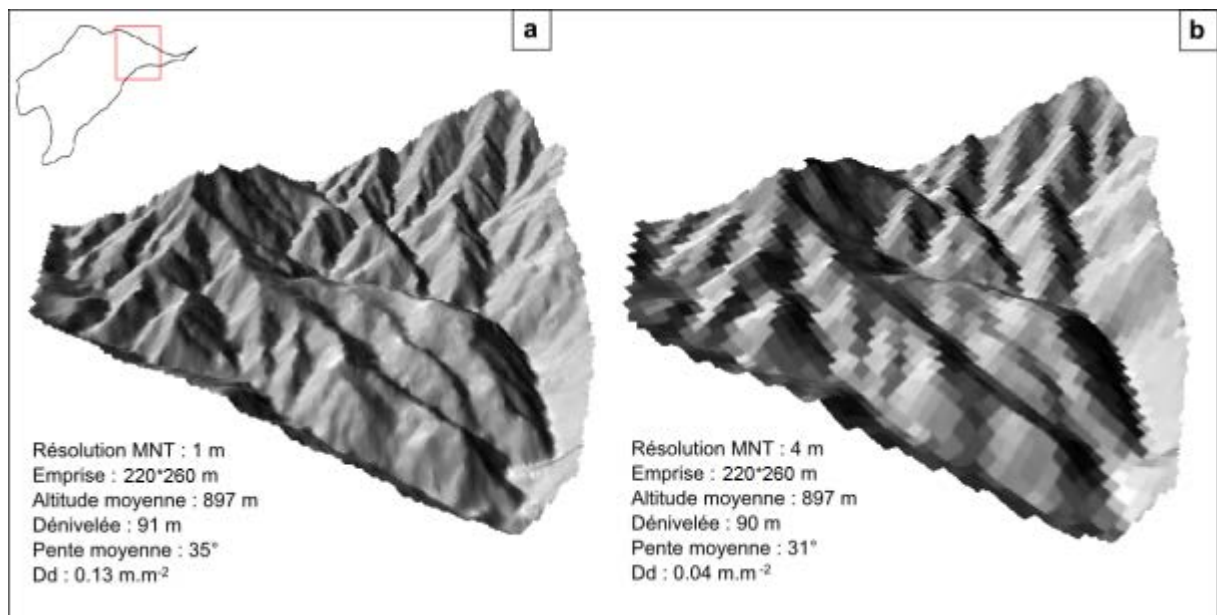 a
b
Résolution MNT : 1 m
Emprise : 220*260 m
Altitude moyenne : 897 m
Dénivelée : 91 m
Pente moyenne : 35°
Dd : 0.13 m.m-2
Résolution MNT : 4 m
Emprise : 220*260 m
Altitude moyenne : 897 m
Dénivelée : 90 m
Pente moyenne : 31°
Dd : 0.04 m.m-2